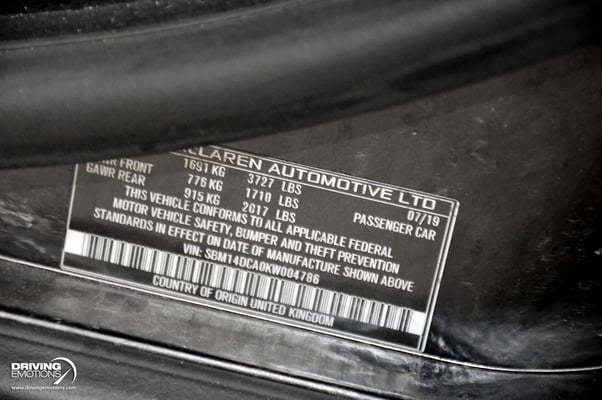 LAREN AUTOMOTIVE LTD
1691 KG 3727 LBS 07/19
FRONT 776 KG 1710 LBS PASSENGER CAR
GAWR REAR 915 KG 2017 LBS
THIS VEHICLE CONFORMS TO ALL APPLICABLE FEDERAL
MOTOR VEHICLE SAFETY, BUMPER AND THEFT PREVENTION
STANDARDS IN EFFECT ON DATE OF MANUFACTURE SHOWN ABOVE
VIN: SBM14DCA0KW004786
COUNTRY OF ORIGIN UNITED KINGDOM
DRIVING
EMOTIONS
www.drivingemotions.com